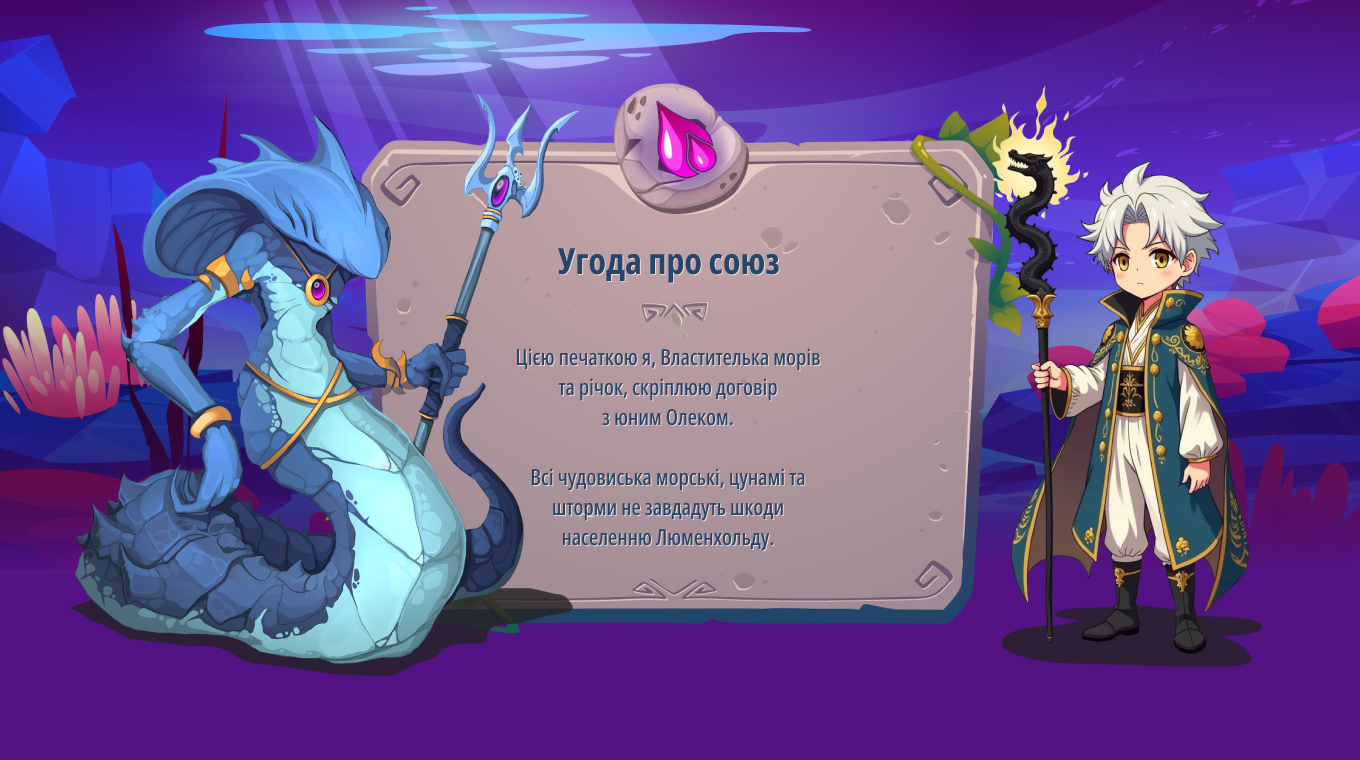 Угода про союз
Цією печаткою я, Властителька морів
та річок, скріплюю договір
з юним Олеком.
Всі чудовиська морські, цунамі та
шторми не завдадуть шкоди
населенню Люменхольду.